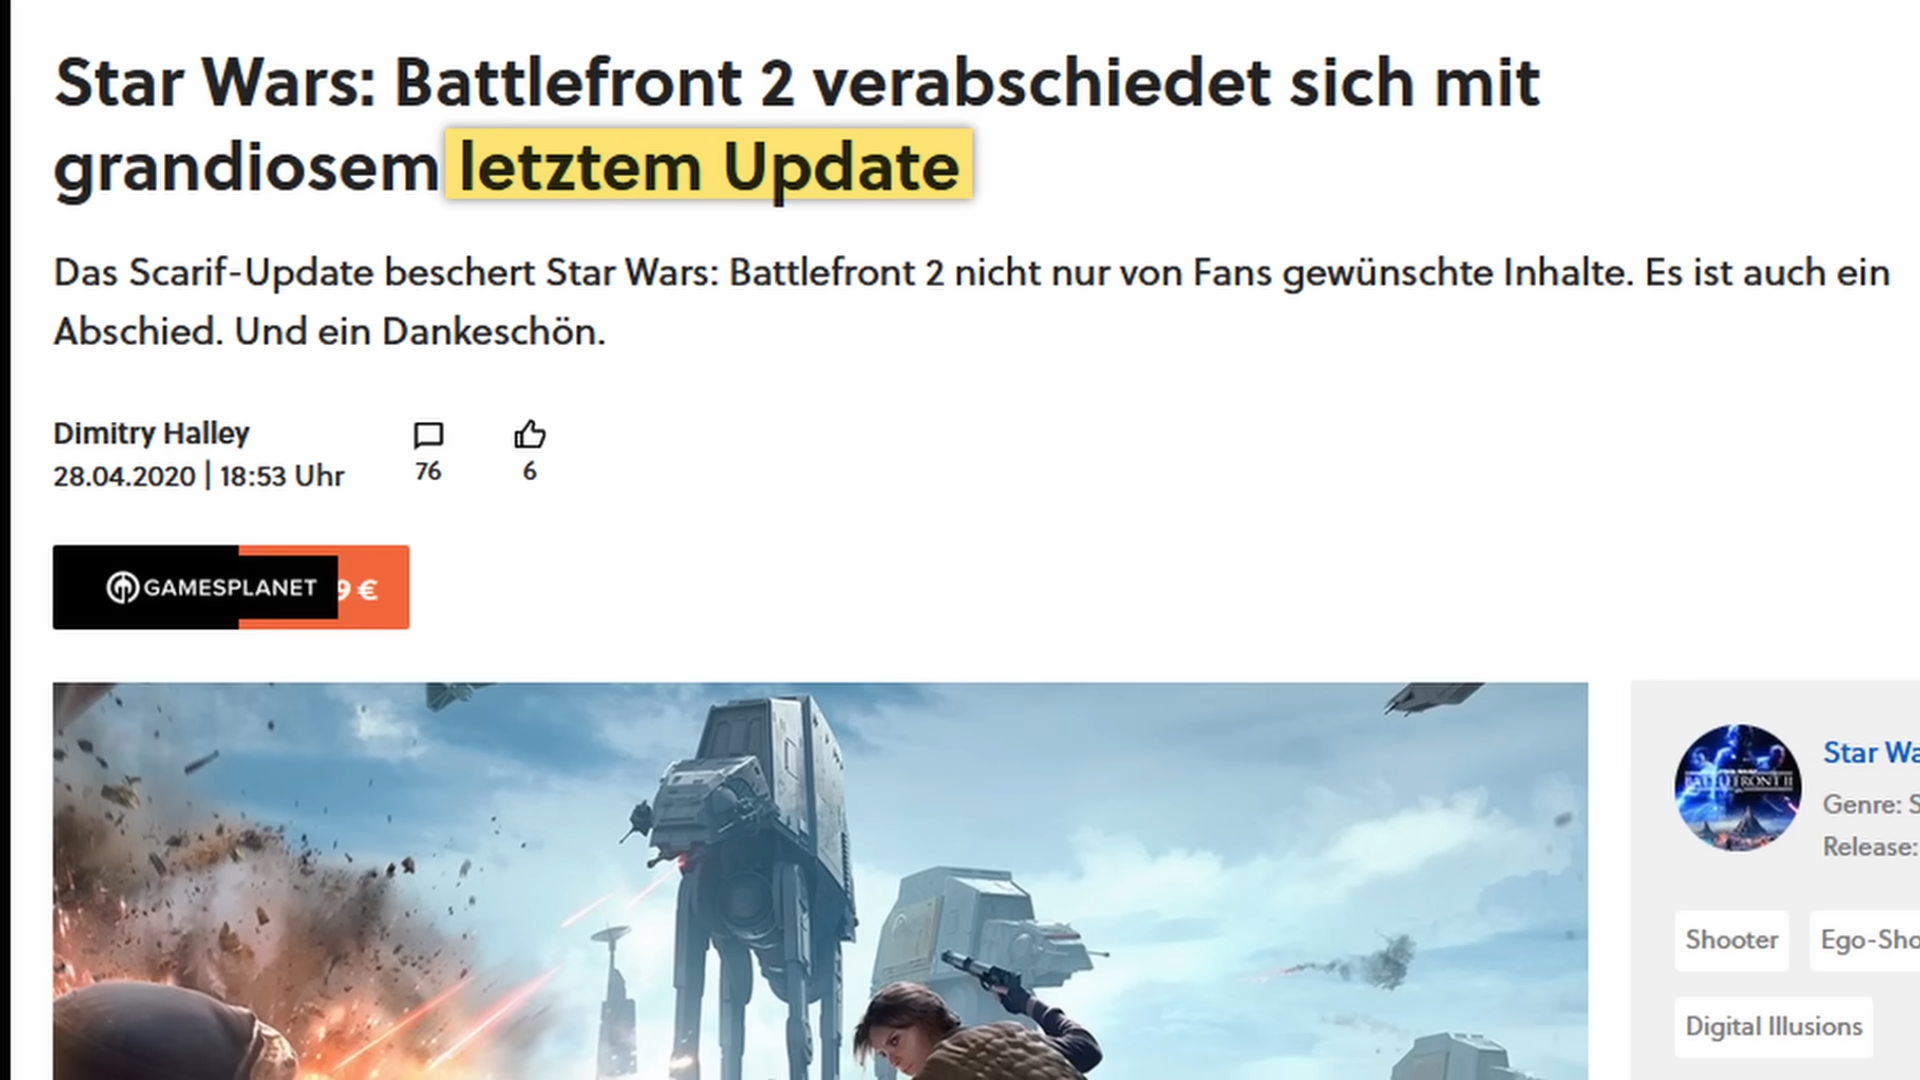 Star Wars: Battlefront 2 verabschiedet sich mit
grandiosem letztem Update
Das Scarif-Update beschert Star Wars: Battlefront 2 nicht nur von Fans gewünschte Inhalte. Es ist auch ein
Abschied. Und ein Dankeschön.
Dimitry Halley
28.04.2020 | 18:53 Uhr
76
6
GAMESPLANET
9 €
Star Wa
BATTLEFRONT II
Genre: S
Release:
Shooter
Ego-Sho
Digital Illusions